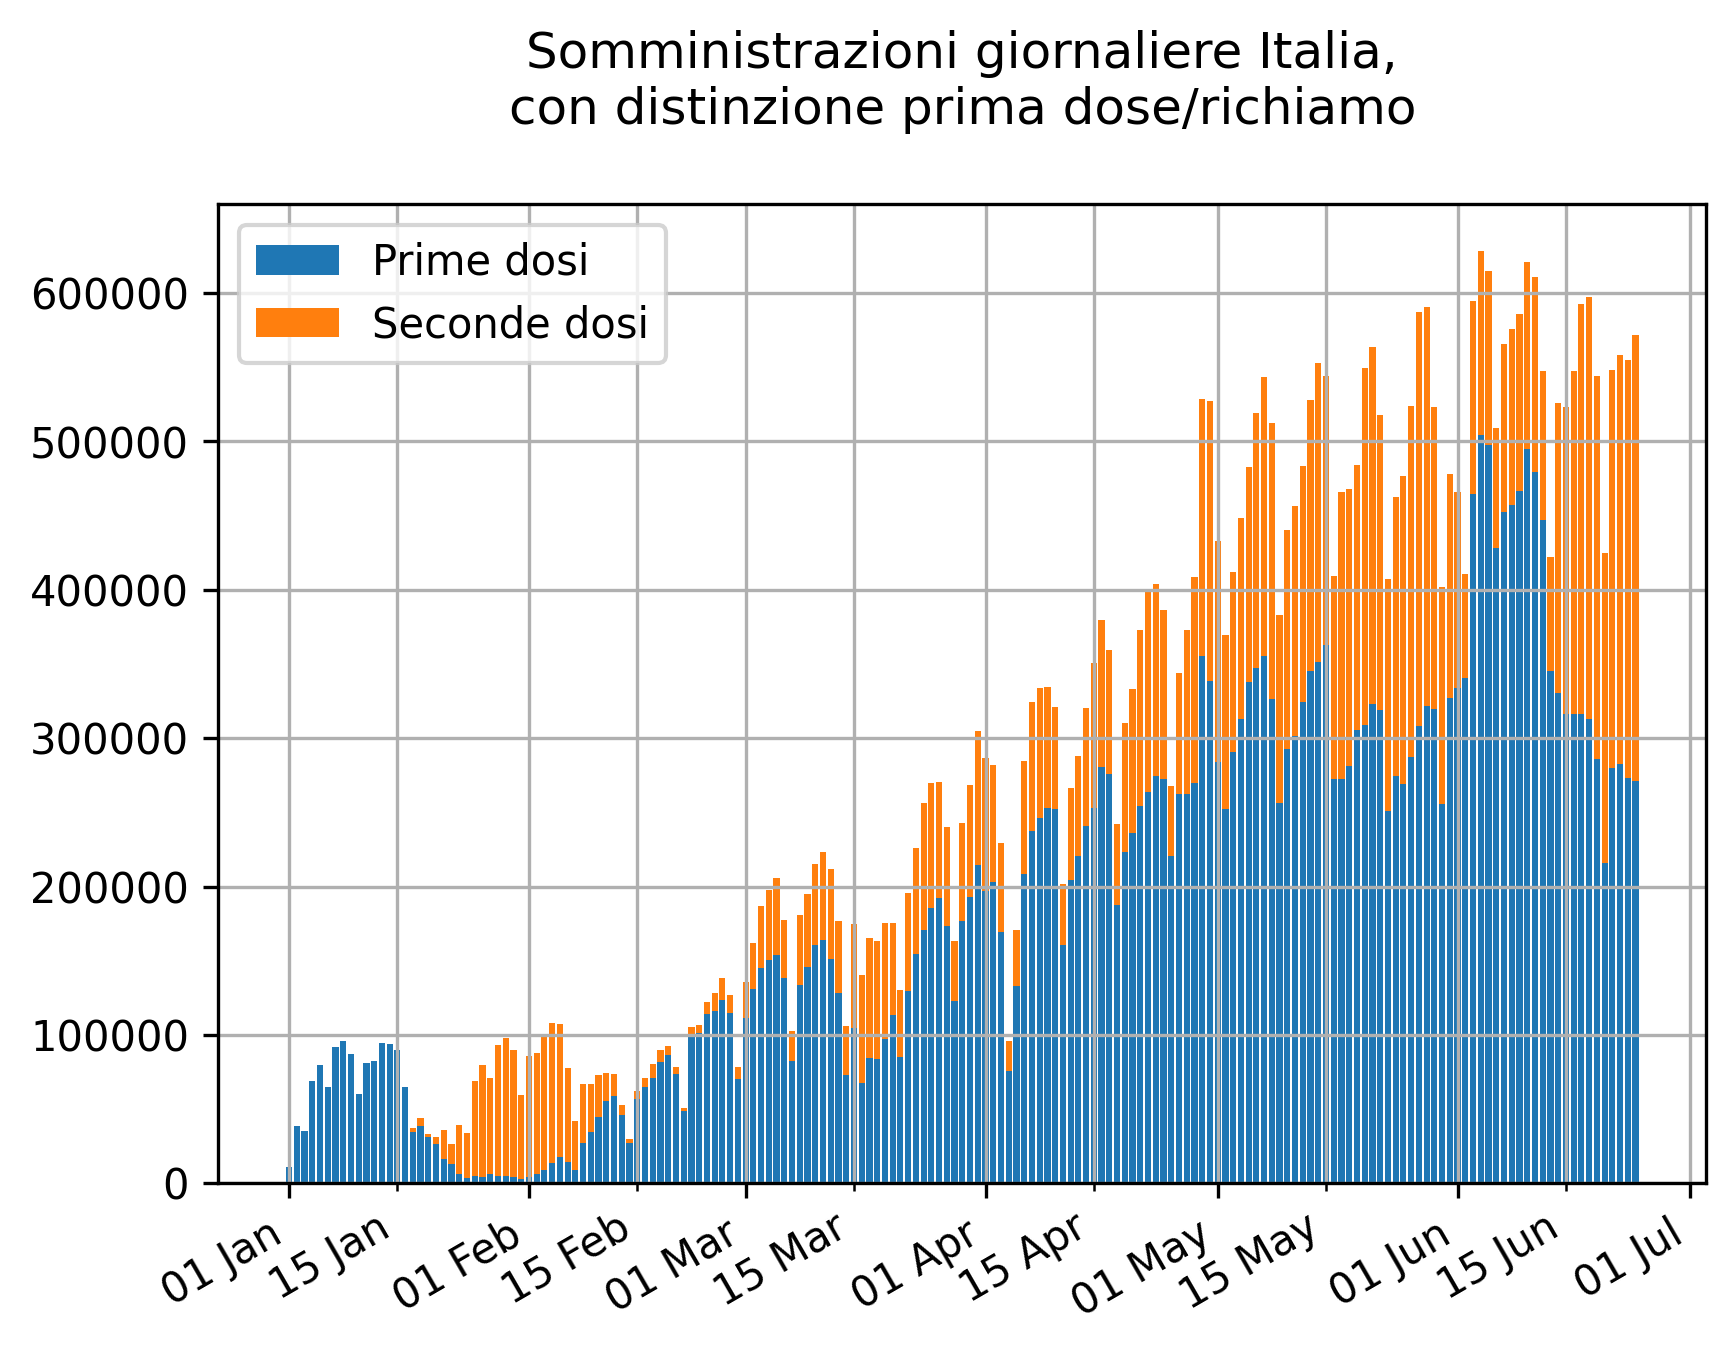 Somministrazioni giornaliere Italia,
con distinzione prima dose/richiamo
Prime dosi
Seconde dosi
600000
500000
400000
300000
200000
100000
0
01 Jan
15 Jan
01 Feb
15 Feb
01 Mar
15 Mar
01 Apr
15 Apr
01 May
15 May
01 Jun
15 Jun
01 Jul